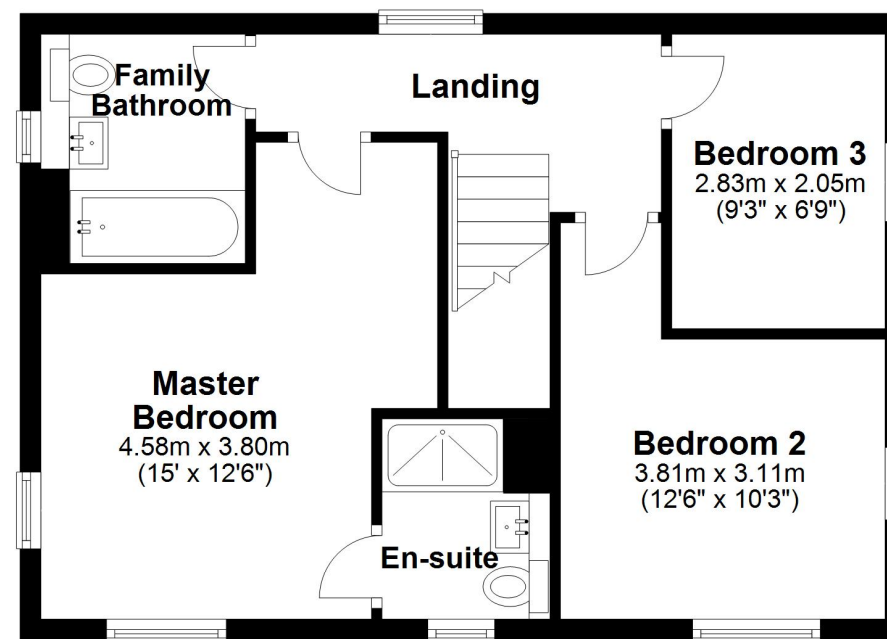 Family
Bathroom
Landing
Bedroom 3
2.83m x 2.05m
(9'3" x 6'9")
Master
Bedroom
4.58m x 3.80m
(15' x 12'6")
Bedroom 2
3.81m x 3.11m
(12'6" x 10'3")
En-suite